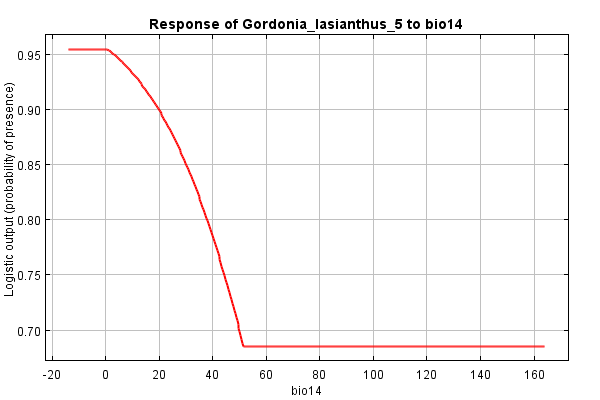 Response of Gordonia_lasianthus_5 to bio14
Logistic output (probability of presence)
0.95
0.90
0.85
0.80
0.75
0.70
-20 0 20 40 60 80 100 120 140 160
bio14